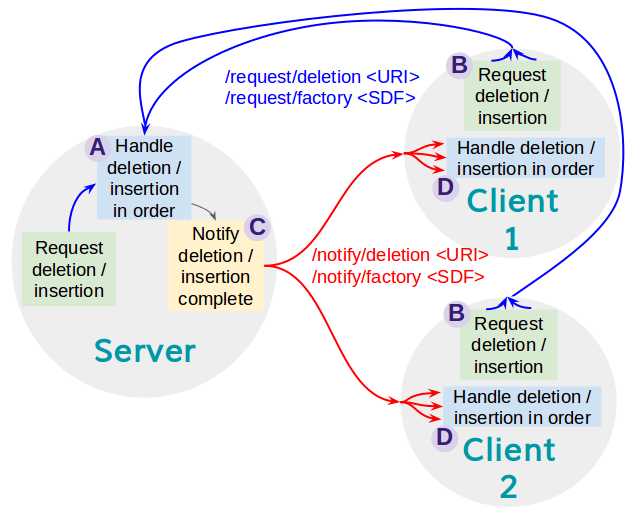 /request/deletion <URI>
/request/factory <SDF>
A
Handle
deletion /
insertion
in order
Request
deletion /
insertion
C
Notify
deletion /
insertion
complete
Server
/notify/deletion <URI>
/notify/factory <SDF>
B
Request
deletion /
insertion
Handle deletion /
insertion in order
D
Client
1
B
Request
deletion /
insertion
Handle deletion /
insertion in order
D
Client
2